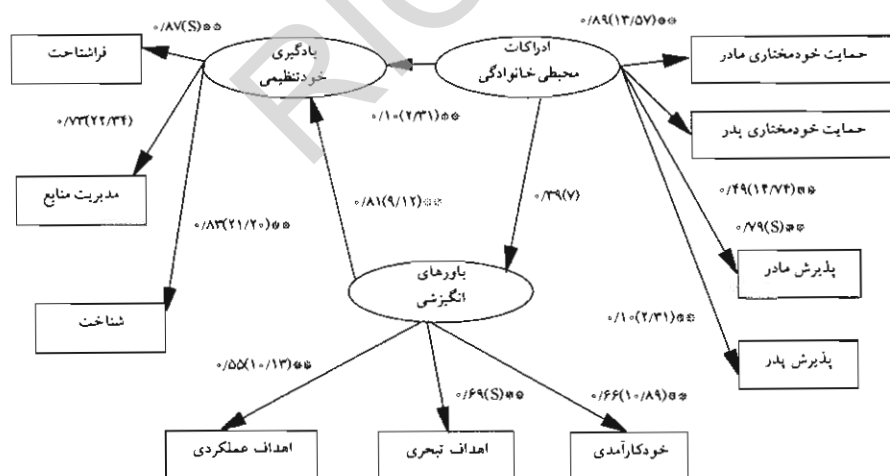 ۰/۸۷(S)**
۰/۸۹(۱۳/۵۷)**
فراشناخت
یادگیری
خودتنظیمی
ادراکات
محیطی خانوادگی
حمایت خودمختاری مادر
حمایت خودمختاری پدر
۰/۷۳(۲۲/۳۴)
۰/۱۰(۲/۳۱)**
مدیریت منابع
۰/۴۹(۱۴/۷۴)**
۰/۸۱(۹/۱۲)**
۰/۳۹(۷)
۰/۸۳(۲۱/۲۰)**
۰/۷۹(S)**
باورهای
انگیزشی
پذیرش مادر
شناخت
۰/۱۰(۲/۳۱)**
پذیرش پدر
۰/۵۵(۱۰/۱۳)**
۰/۶۹(S)**
۰/۶۶(۱۰/۸۹)**
اهداف عملکردی
اهداف تبحری
خودکارآمدی